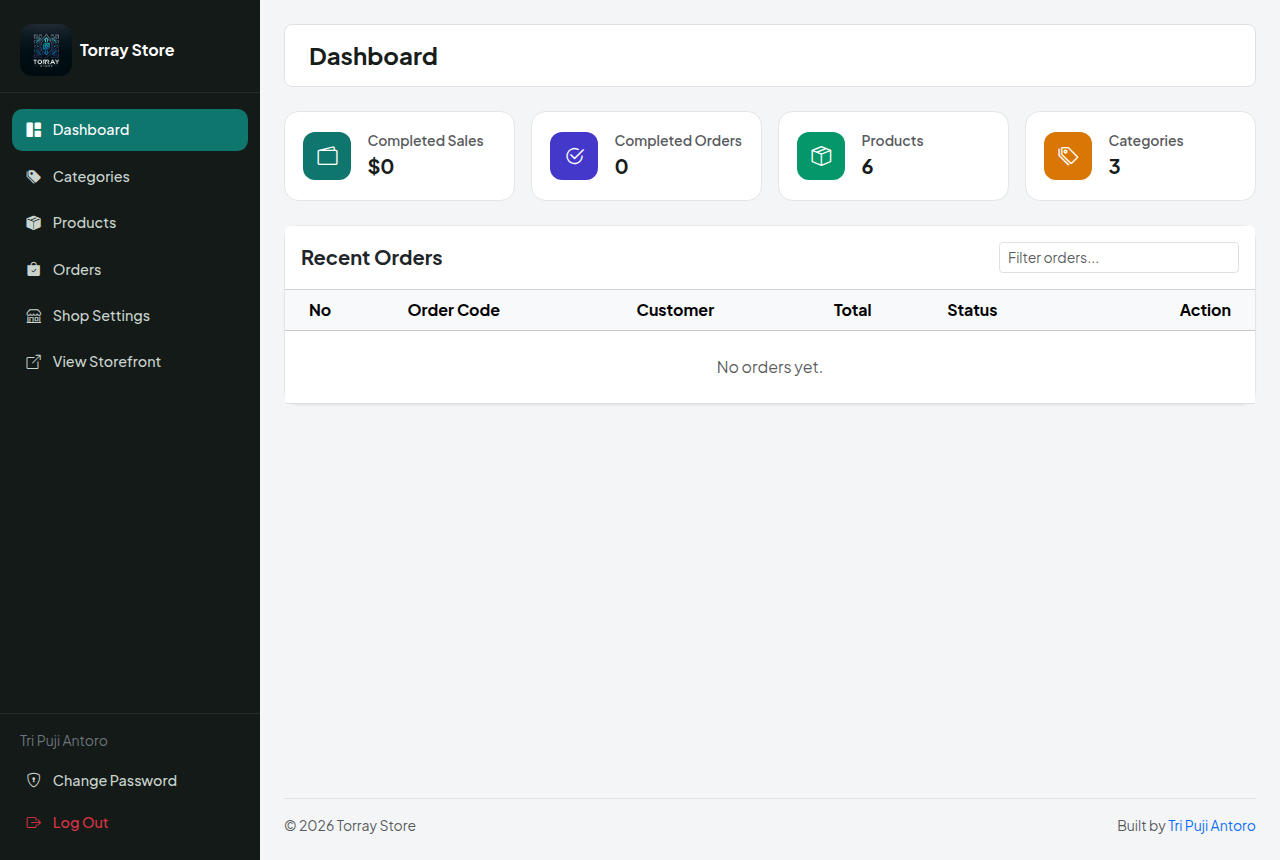 TORRAY
STORE
Torray Store
Dashboard
Categories
Products
Orders
Shop Settings
View Storefront
Tri Puji Antoro
Change Password
Log Out
Dashboard
Completed Sales
$0
Completed Orders
0
Products
6
Categories
3
Recent Orders
Filter orders...
No Order Code Customer Total Status Action
No orders yet.
© 2026 Torray Store
Built by Tri Puji Antoro